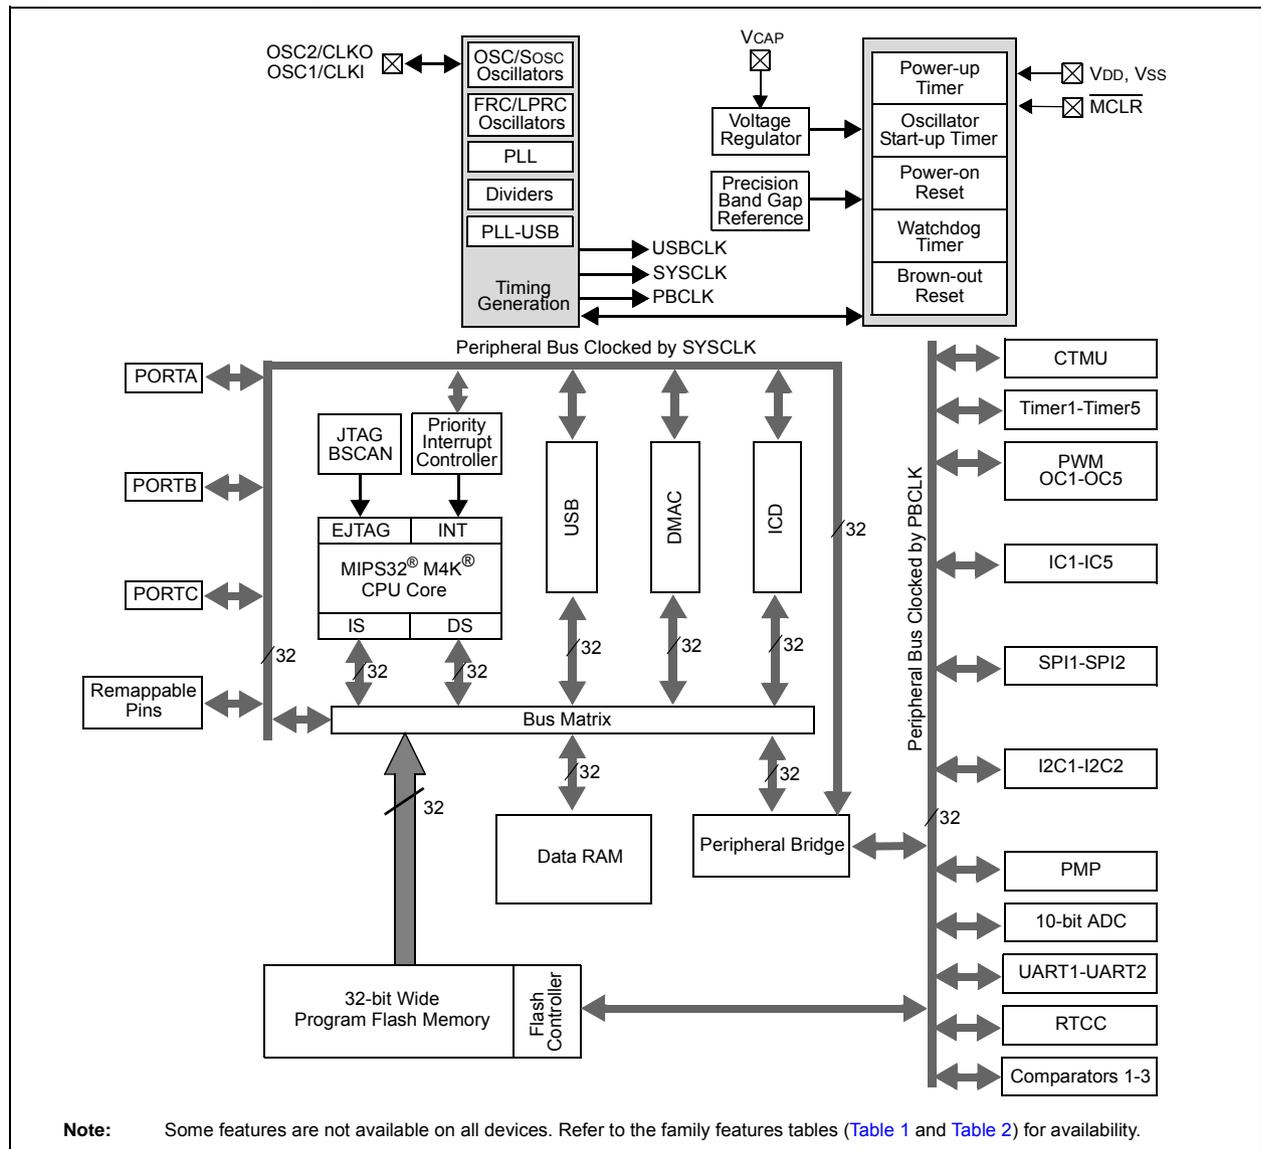 OSC2/CLKO
OSC1/CLKI
OSC/SOSC
Oscillators
FRC/LPRC
Oscillators
PLL
Dividers
PLL-USB
Timing
Generation
USBCLK
SYSCLK
PBCLK
VCAP
Voltage
Regulator
Precision
Band Gap
Reference
Power-up
Timer
Oscillator
Start-up Timer
Power-on
Reset
Watchdog
Timer
Brown-out
Reset
VDD, VSS
MCLR
Peripheral Bus Clocked by SYSCLK
PORTA
PORTB
PORTC
Remappable
Pins
32
JTAG
BSCAN
Priority
Interrupt
Controller
EJTAG
INT
MIPS32® M4K®
CPU Core
IS
DS
32
32
USB
32
DMAC
32
ICD
32
32
Bus Matrix
32
32
32
Data RAM
Peripheral Bridge
32-bit Wide
Program Flash Memory
Flash
Controller
Peripheral Bus Clocked by PBCLK
32
CTMU
Timer1-Timer5
PWM
OC1-OC5
IC1-IC5
SPI1-SPI2
I2C1-I2C2
PMP
10-bit ADC
UART1-UART2
RTCC
Comparators 1-3
Note: Some features are not available on all devices. Refer to the family features tables (Table 1 and Table 2) for availability.